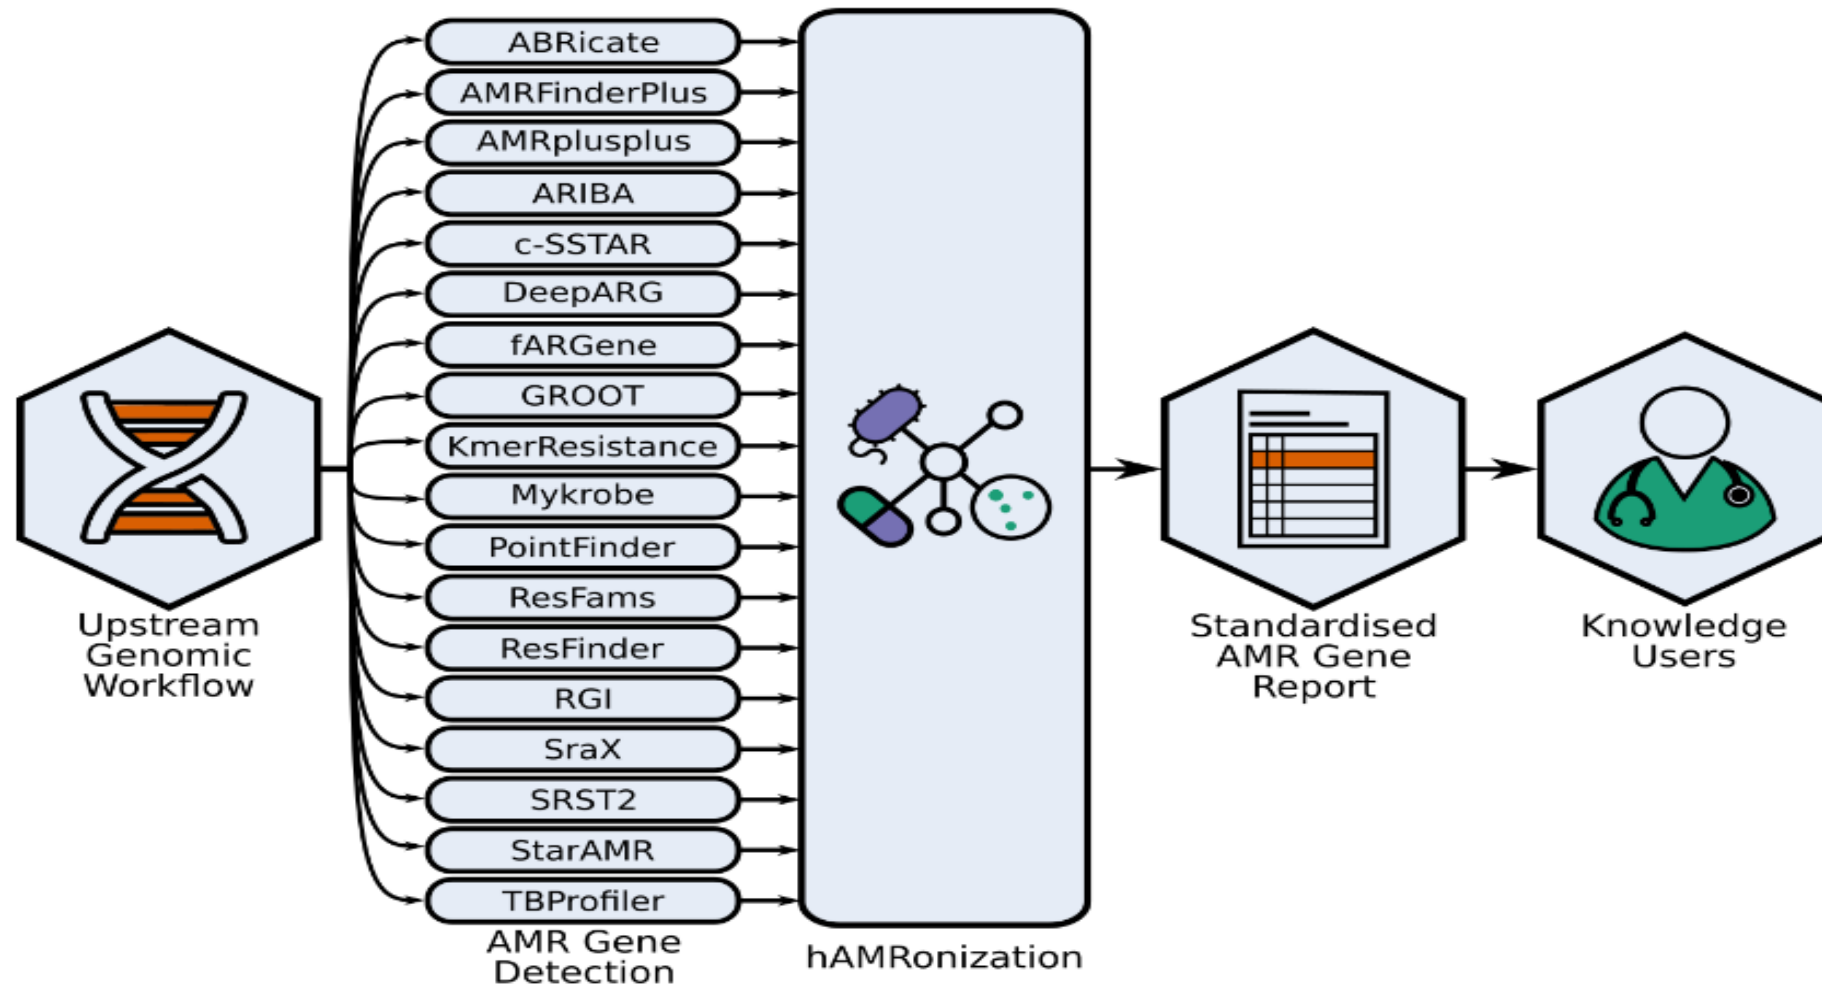 ABRicate
AMRFinderPlus
AMRplusplus
ARIBA
c-SSTAR
DeepARG
fARGene
GROOT
KmerResistance
Mykrobe
PointFinder
ResFams
ResFinder
RGI
SraX
SRST2
StarAMR
TBProfiler
Upstream
Genomic
Workflow
AMR Gene
Detection
hAMRonization
Standardised
AMR Gene
Report
Knowledge
Users